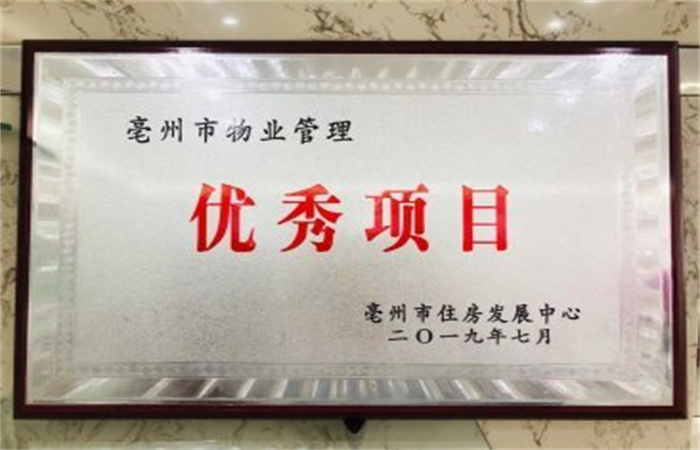 亳州市物业管理
优秀项目
亳州市住房发展中心
二〇一九年七月